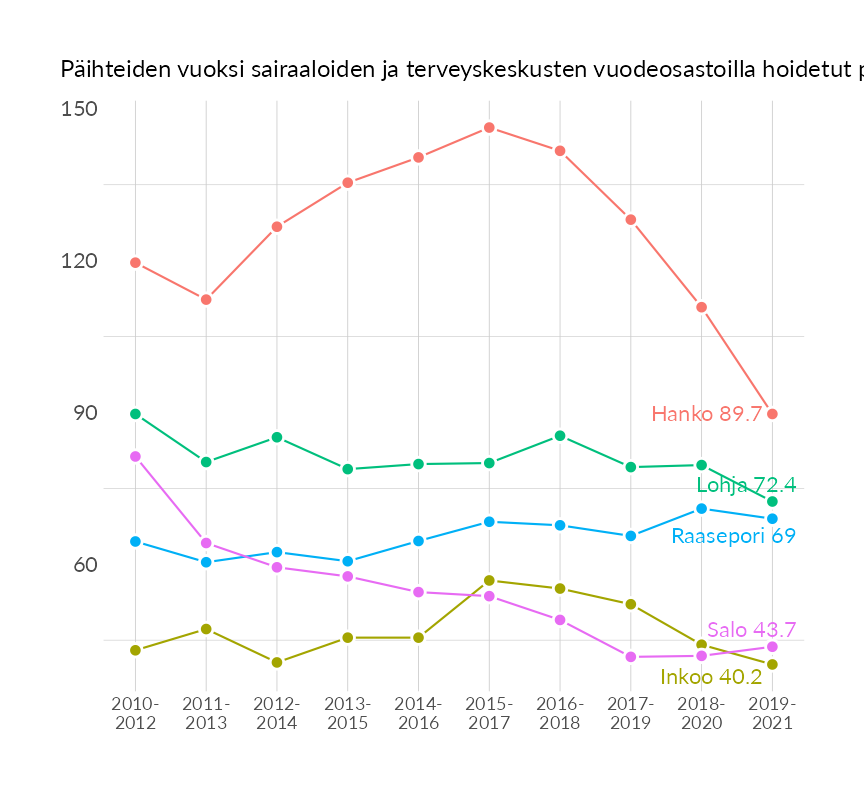 Päihteiden vuoksi sairaaloiden ja terveyskeskusten vuodeosastoilla hoidetut
150
120
90
60
Hanko 89.7
Lohja 72.4
Raasepori 69
Salo 43.7
Inkoo 40.2
2010-2012
2011-2013
2012-2014
2013-2015
2014-2016
2015-2017
2016-2018
2017-2019
2018-2020
2019-2021